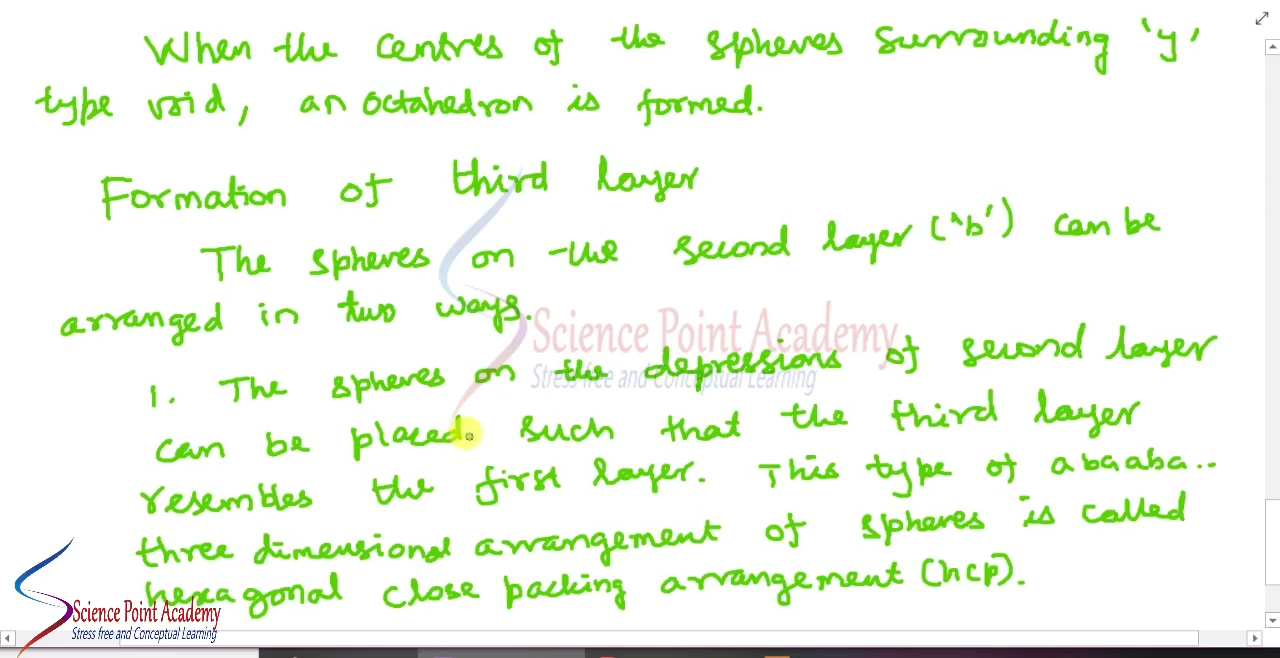 When the centres of the spheres surrounding 'y'
type void, an octahedron is formed.
Formation of third layer
The spheres on the second layer ('b') can be
arranged in two ways.
Science Point Academy
Stress free and Conceptual Learning
1. The spheres on the depressions of second layer
can be placed such that the third layer
resembles the first layer. This type of abaaba..
three dimensional arrangement of spheres is called
hexagonal close packing arrangement (hcp).
Science Point Academy
Stress free and Conceptual Learning